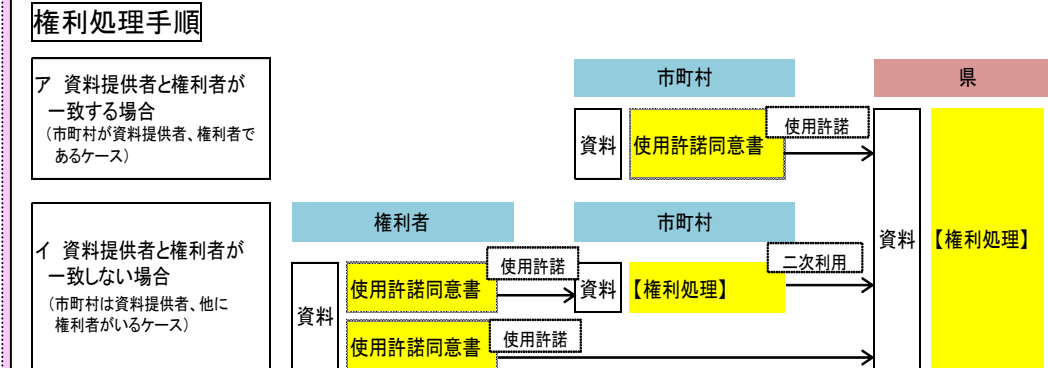 権利処理手順
ア 資料提供者と権利者が
一致する場合
（市町村が資料提供者、権利者で
あるケース）
市町村
県
資料
使用許諾同意書
使用許諾
イ 資料提供者と権利者が
一致しない場合
（市町村は資料提供者、他に
権利者がいるケース）
権利者
市町村
資料
使用許諾同意書
使用許諾
資料
【権利処理】
二次利用
使用許諾同意書
使用許諾
資料
【権利処理】